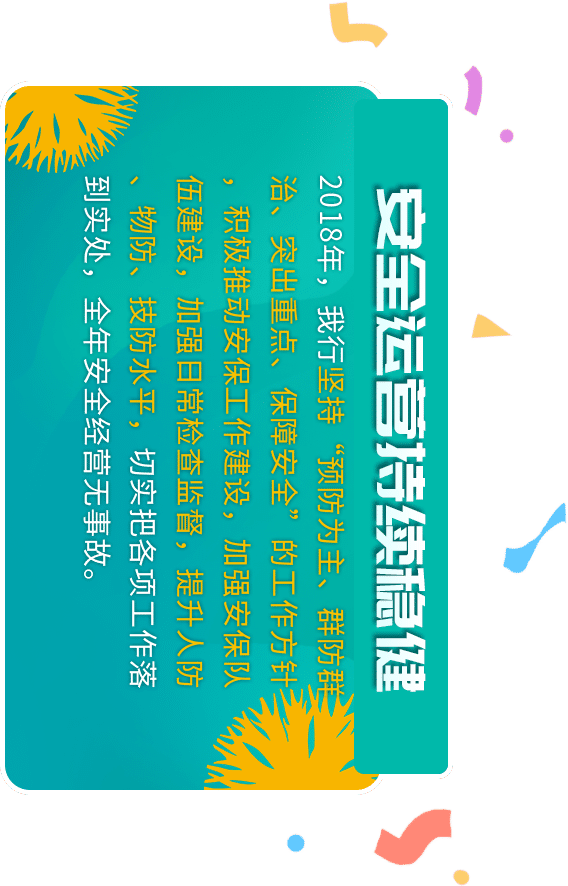 安全运营持续稳健
2018年，我行坚持“预防为主、群防群
治、突出重点、保障安全”的工作方针
，积极推动安保工作建设，加强安保队
伍建设，加强日常检查监督，提升人防
、物防、技防水平，切实把各项工作落
到实处，全年安全经营无事故。